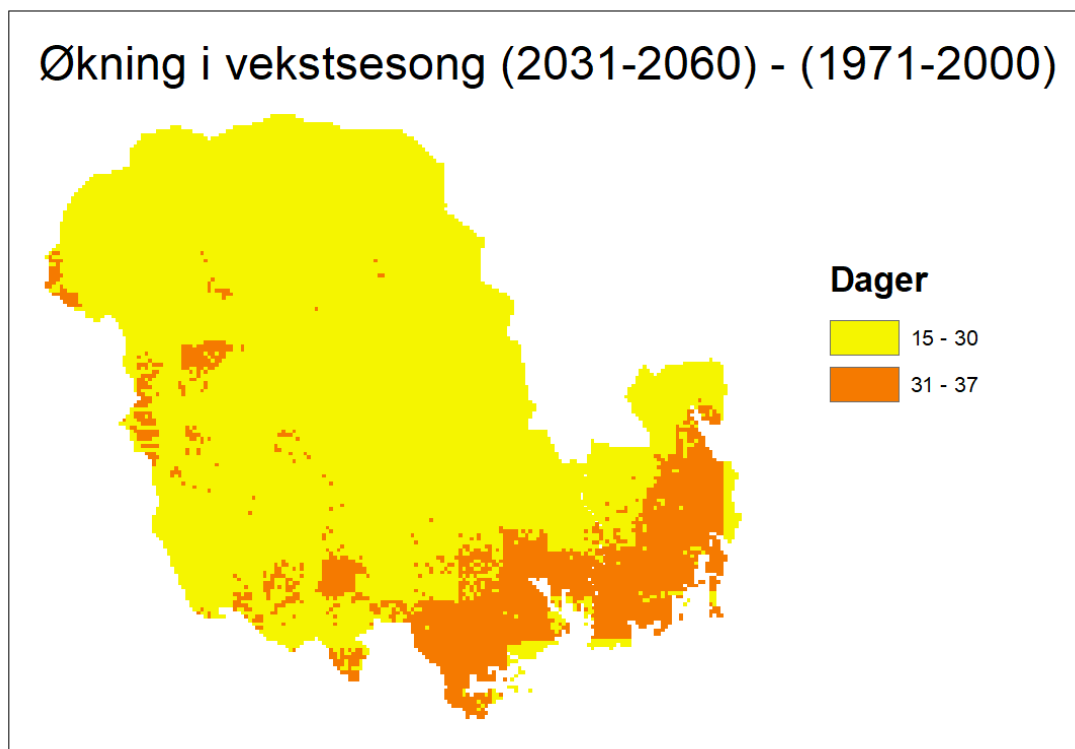 Økning i vekstsesong (2031-2060) - (1971-2000)
Dager
15 - 30
31 - 37